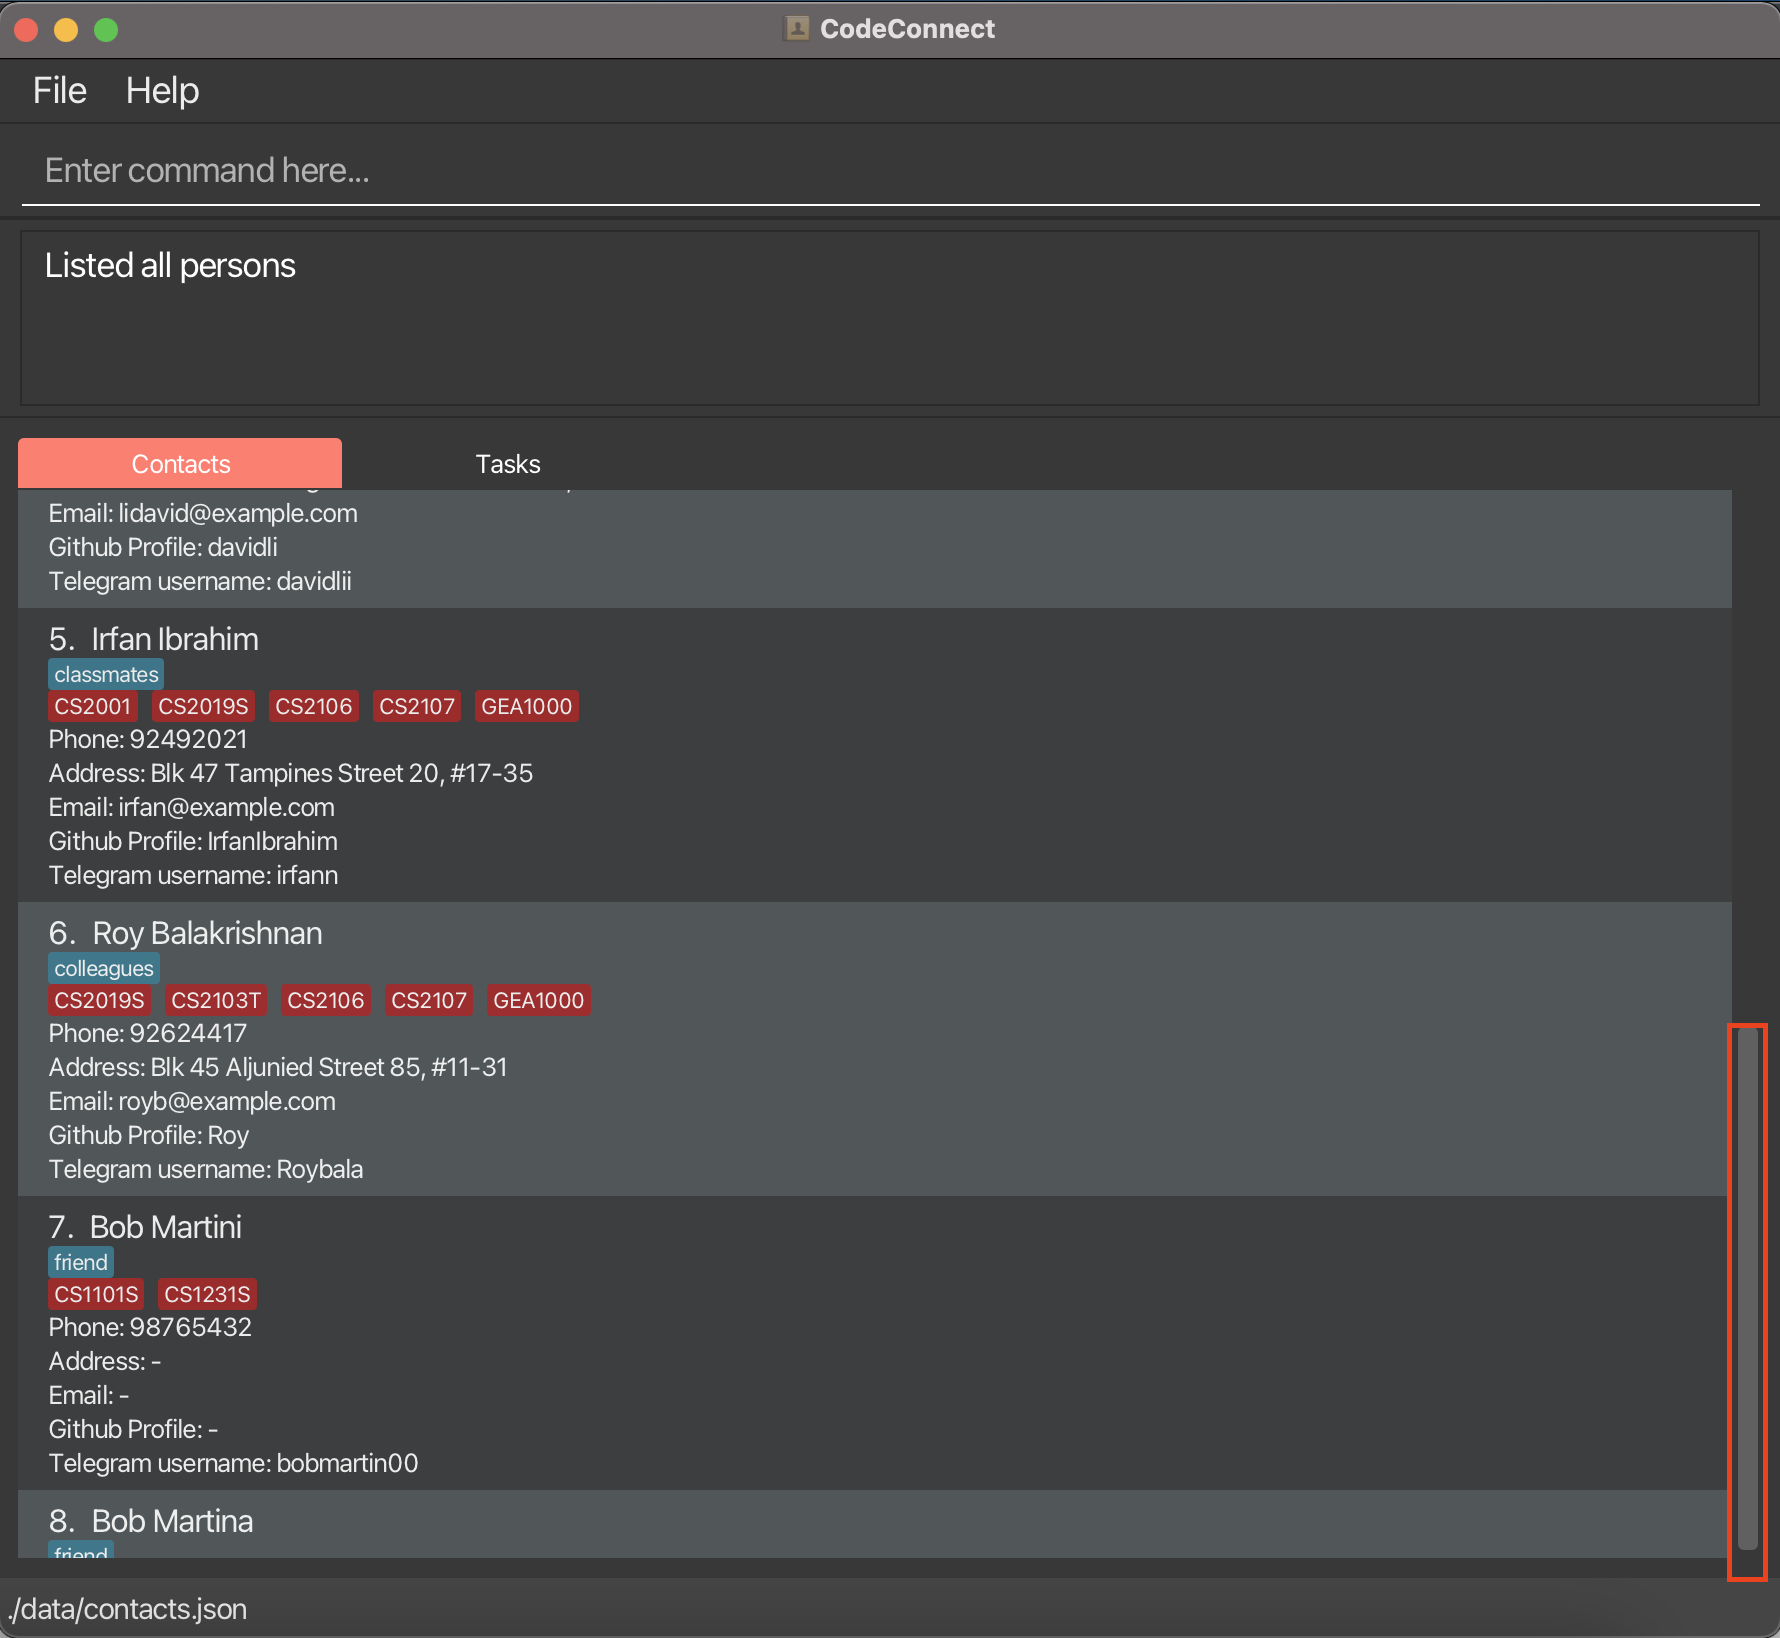 CodeConnect
File Help
Enter command here...
Listed all persons
Contacts Tasks
Email: lidavid@example.com
Github Profile: davidli
Telegram username: davidlii
5. Irfan Ibrahim
classmates
CS2001 CS2019S CS2106 CS2107 GEA1000
Phone: 92492021
Address: Blk 47 Tampines Street 20, #17-35
Email: irfan@example.com
Github Profile: IrfanIbrahim
Telegram username: irfann
6. Roy Balakrishnan
colleagues
CS2019S CS2103T CS2106 CS2107 GEA1000
Phone: 92624417
Address: Blk 45 Aljunied Street 85, #11-31
Email: royb@example.com
Github Profile: Roy
Telegram username: Roybala
7. Bob Martini
friend
CS1101S CS1231S
Phone: 98765432
Address: -
Email: -
Github Profile: -
Telegram username: bobmartin00
8. Bob Martina
friend
./data/contacts.json